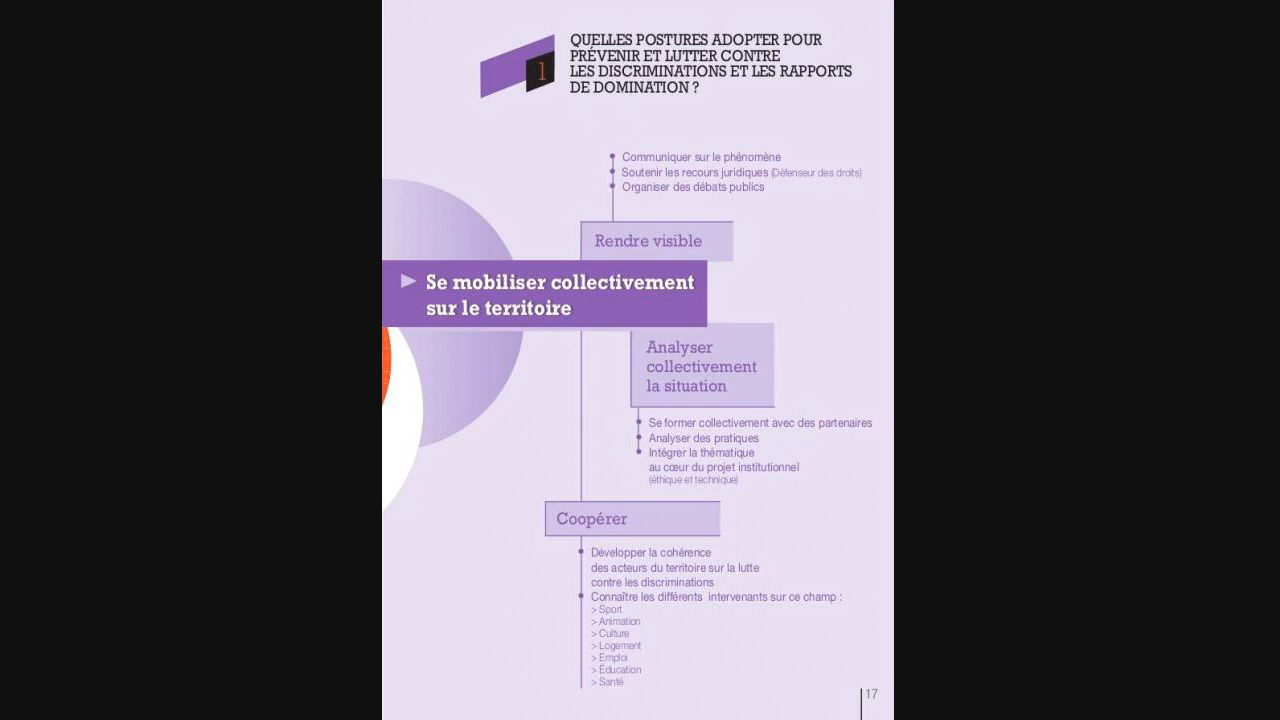 1
QUELLES POSTURES ADOPTER POUR
PRÉVENIR ET LUTTER CONTRE
LES DISCRIMINATIONS ET LES RAPPORTS
DE DOMINATION ?
Communiquer sur le phénomène
Soutenir les recours juridiques (Défenseur des droits)
Organiser des débats publics
Rendre visible
Se mobiliser collectivement
sur le territoire
Analyser
collectivement
la situation
Se former collectivement avec des partenaires
Analyser des pratiques
Intégrer la thématique
au cœur du projet institutionnel
(éthique et technique)
Coopérer
Développer la cohérence
des acteurs du territoire sur la lutte
contre les discriminations
Connaître les différents intervenants sur ce champ :
> Sport
> Animation
> Culture
> Logement
> Emploi
> Éducation
> Santé
17